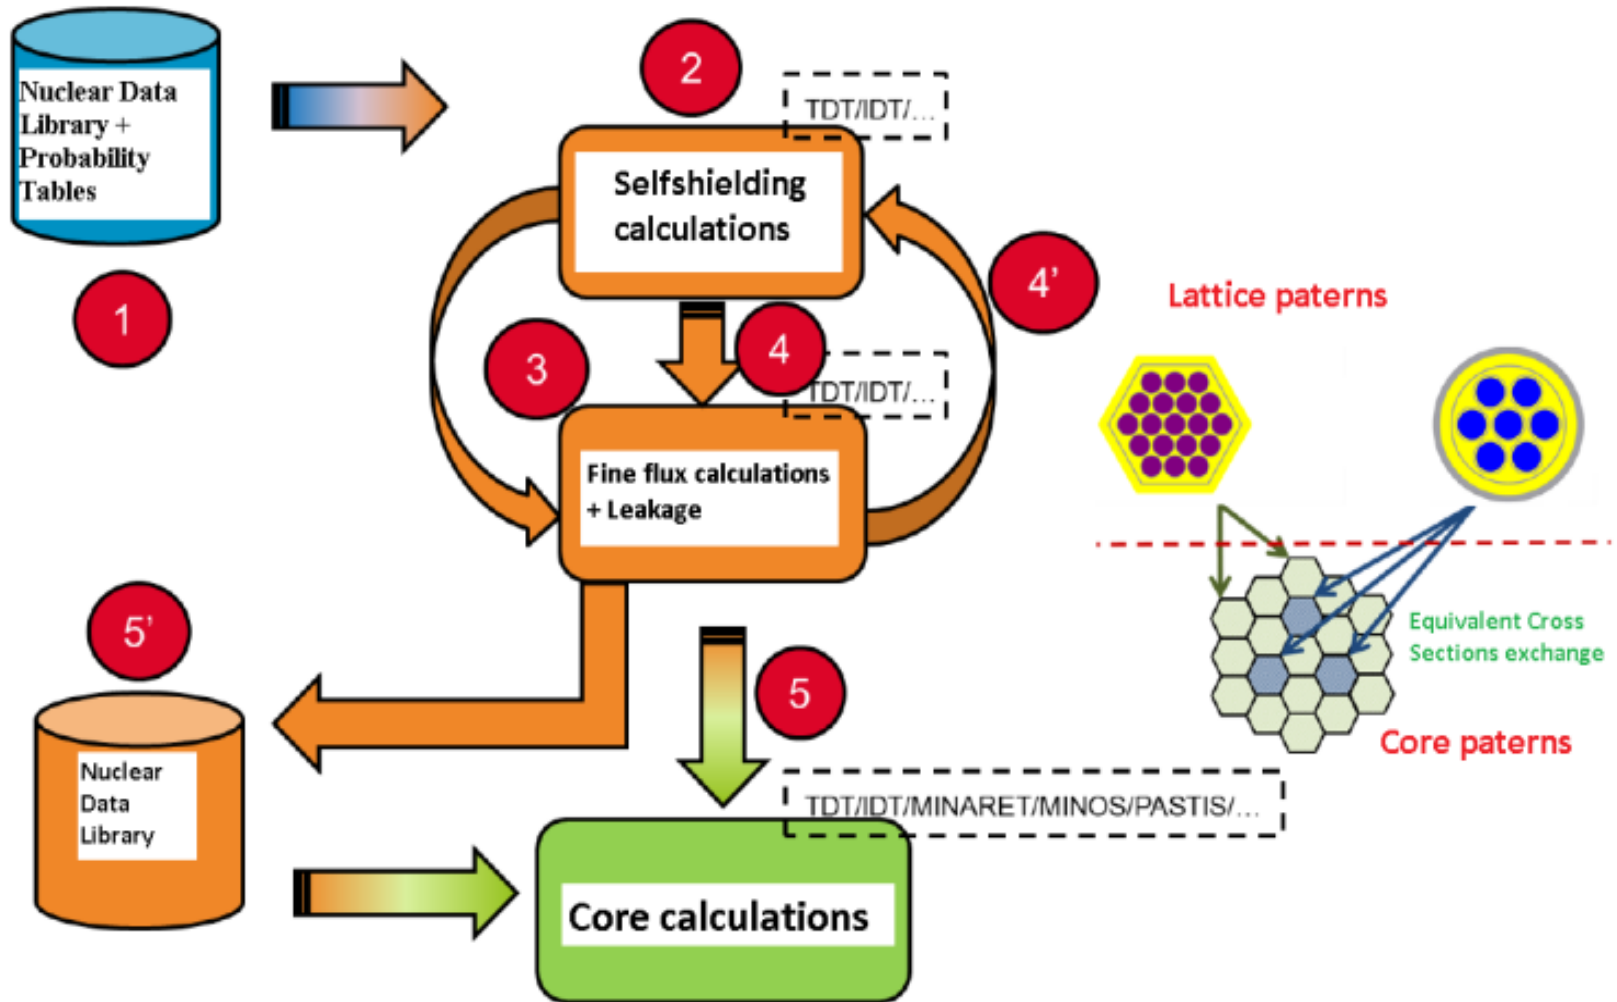 Nuclear Data
Library +
Probability
Tables
1
2
TDT/IDT/...
Selfshielding
calculations
3
4
4'
TDT/IDT/...
Fine flux calculations
+ Leakage
Lattice paterns
Equivalent Cross
Sections exchange
Core paterns
5'
Nuclear
Data
Library
5
TDT/IDT/MINARET/MINOS/PASTIS/...
Core calculations